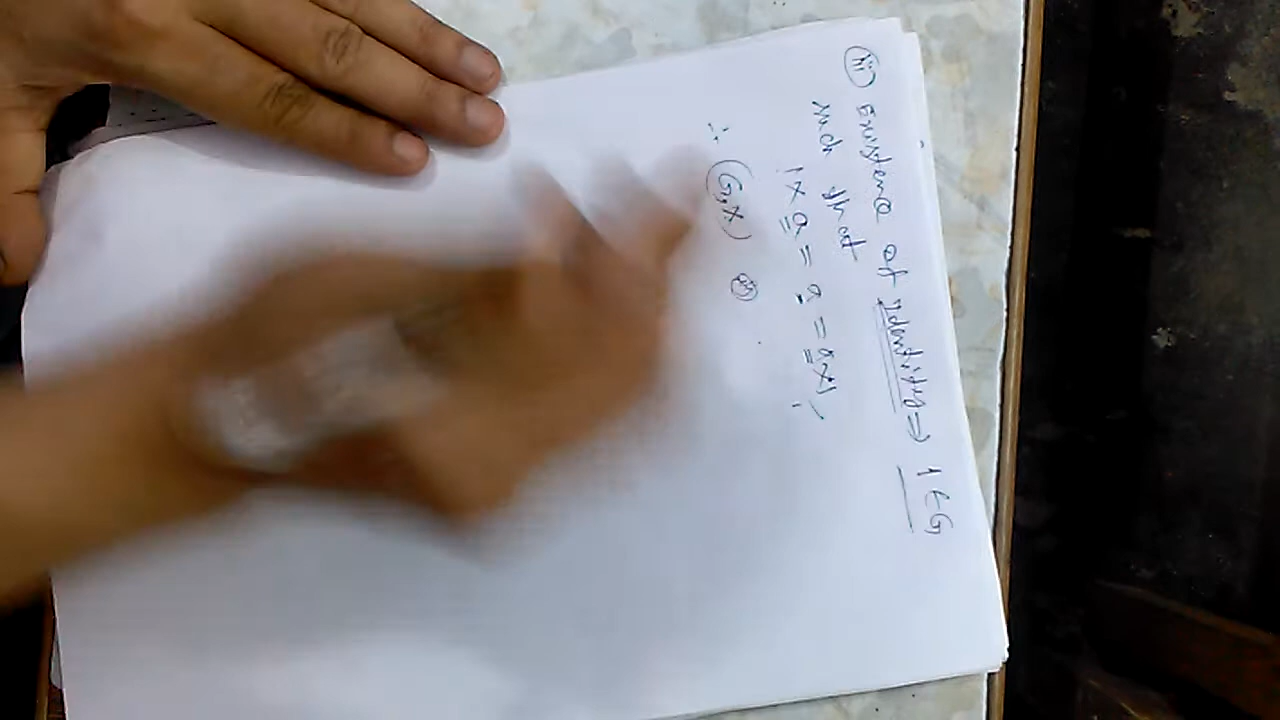 (iii) Existence of Identity ⇒ 1 ∈ G
such that
1 × a = a = a×1,
∴ (G, ×)